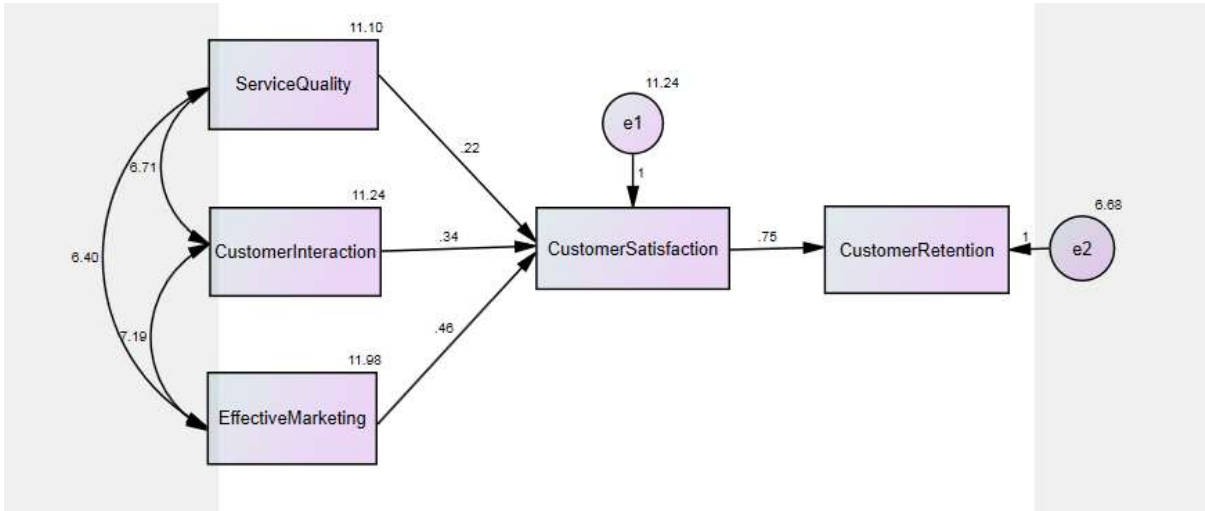 11.10
ServiceQuality
11.24
e1
6.71
.22
1
11.24
6.68
CustomerInteraction
.34
CustomerSatisfaction
.75
CustomerRetention
1
e2
6.40
7.19
.46
11.98
EffectiveMarketing